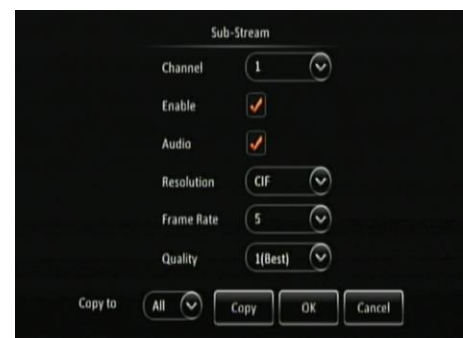 Sub-Stream
Channel 1
Enable
Audio
Resolution CIF
Frame Rate 5
Quality 1(Best)
Copy to All Copy OK Cancel